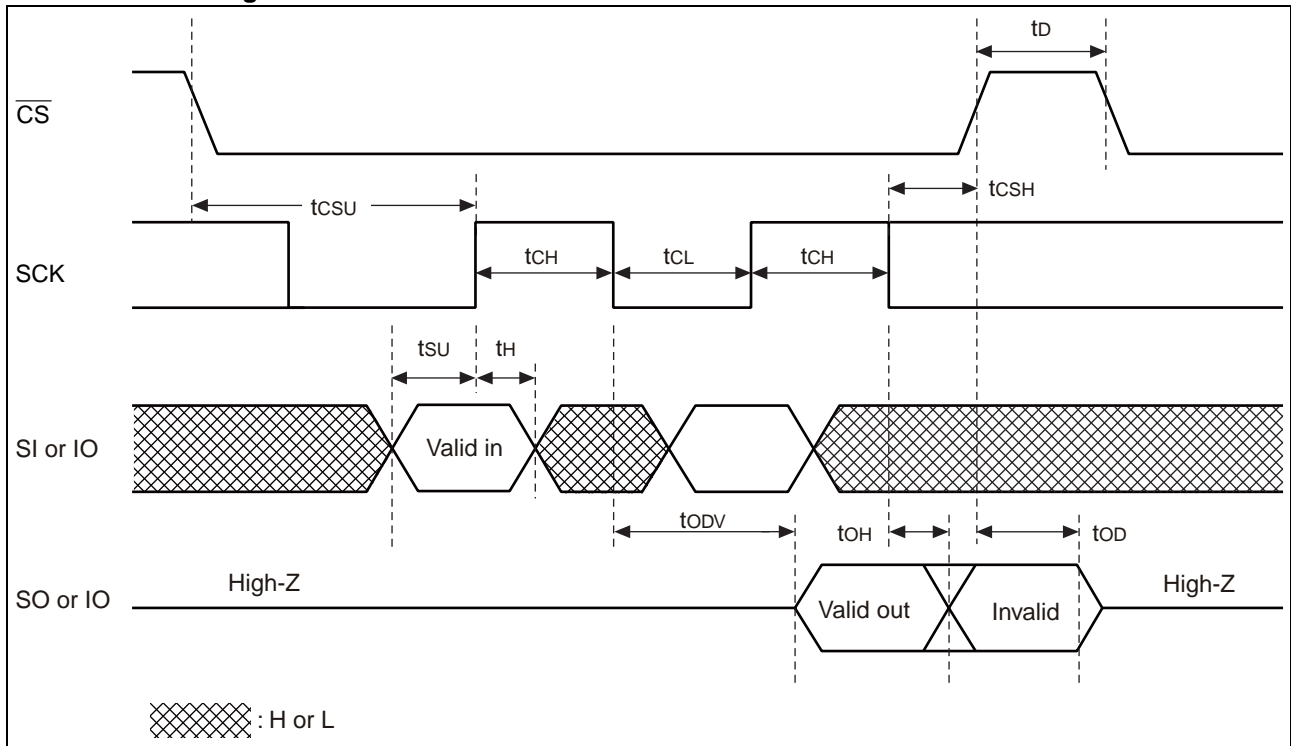 tD
CS
tCSU
tCSH
SCK
tCH
tCL
tCH
tSU
tH
SI or IO
Valid in
tODV
tOH
tOD
SO or IO
High-Z
Valid out
Invalid
High-Z
: H or L